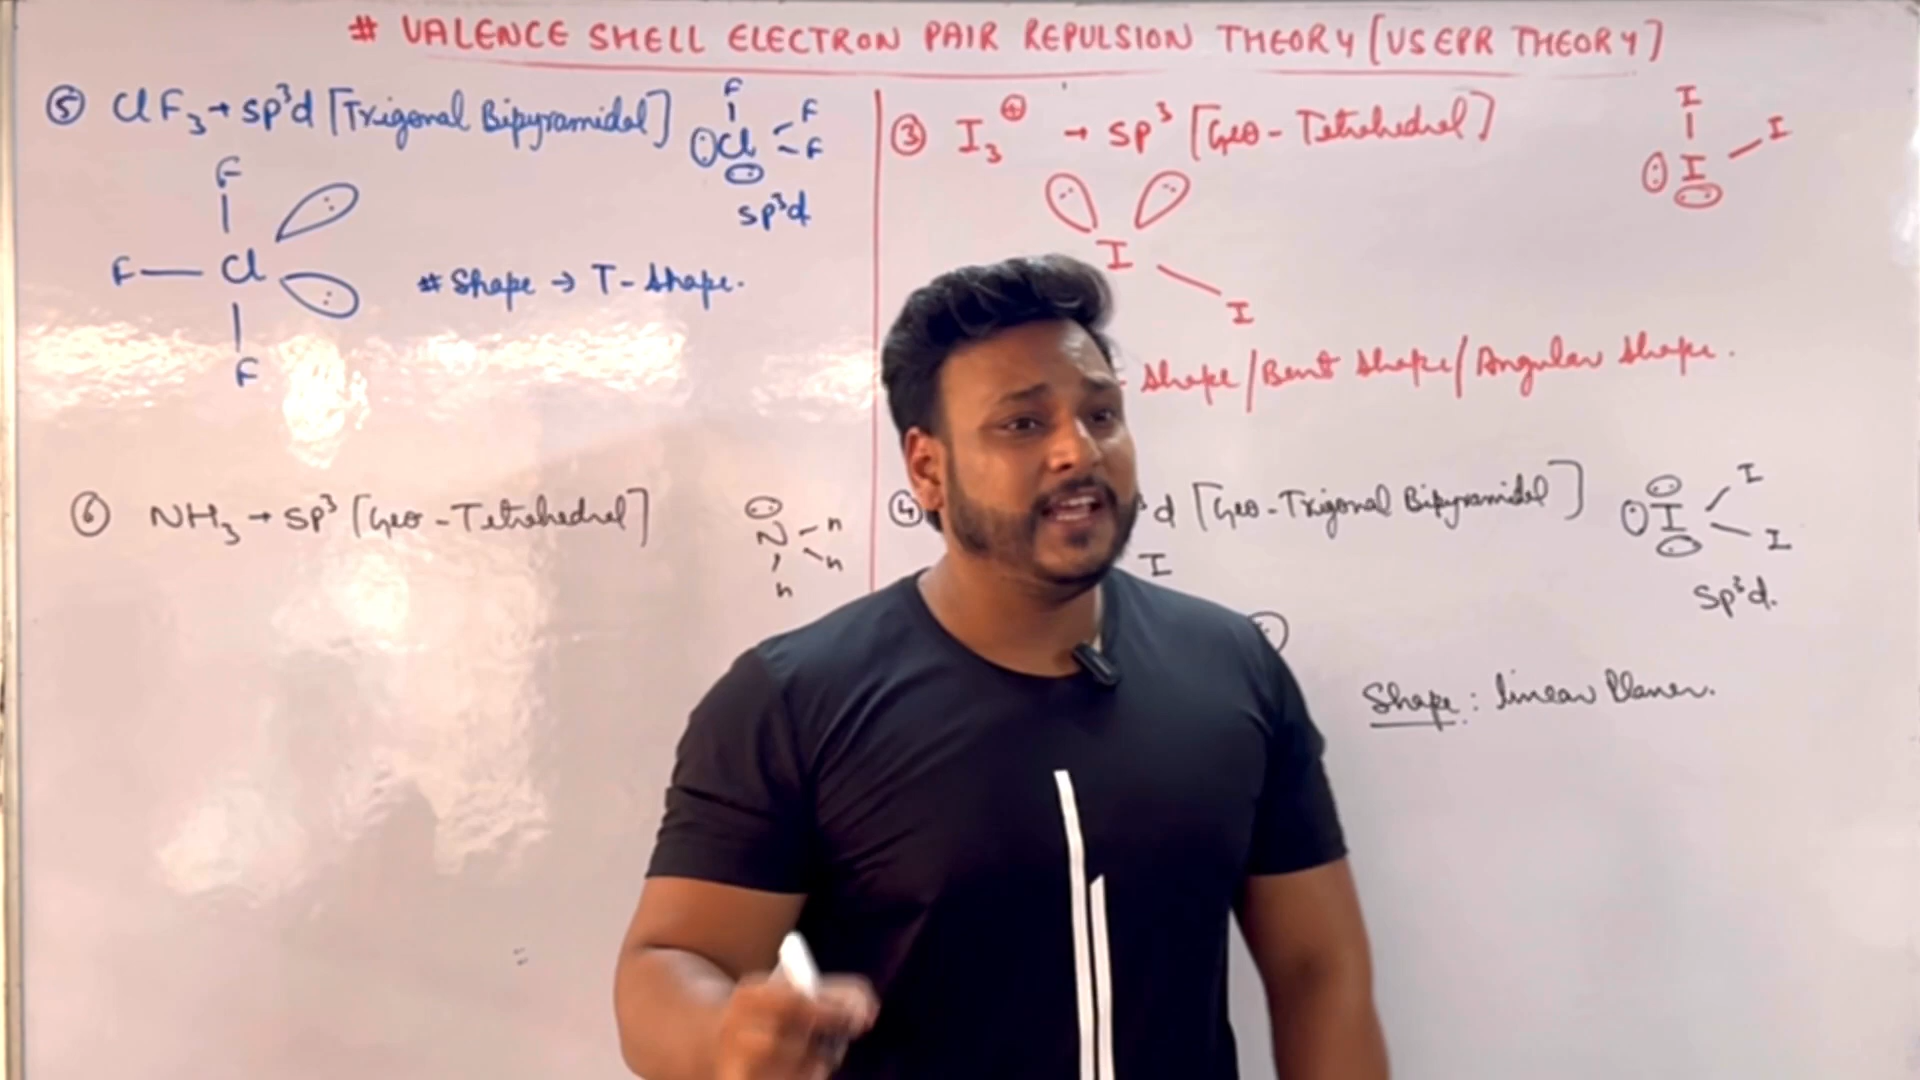 # VALENCE SHELL ELECTRON PAIR REPULSION THEORY [VSEPR THEORY]
⑤ ClF₃ → sp³d [Trigonal Bipyramidal]
F
OCl F
F
sp³d
F
F — Cl
F
# Shape → T-shape.
⑥ NH₃ → sp³ [Geo - Tetrahedral]
N H
H
H
③ I₃⊕ → sp³ [Geo - Tetrahedral]
I
I I
I
I
shape/Bent shape/Angular shape.
④ d [Geo-Trigonal Bipyramidal]
I
I
I
I
sp³d.
Shape: linear Planer.